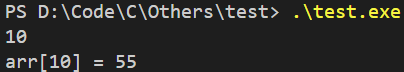 PS D:\Code\C\Others\test> .\test.exe
10
arr[10] = 55